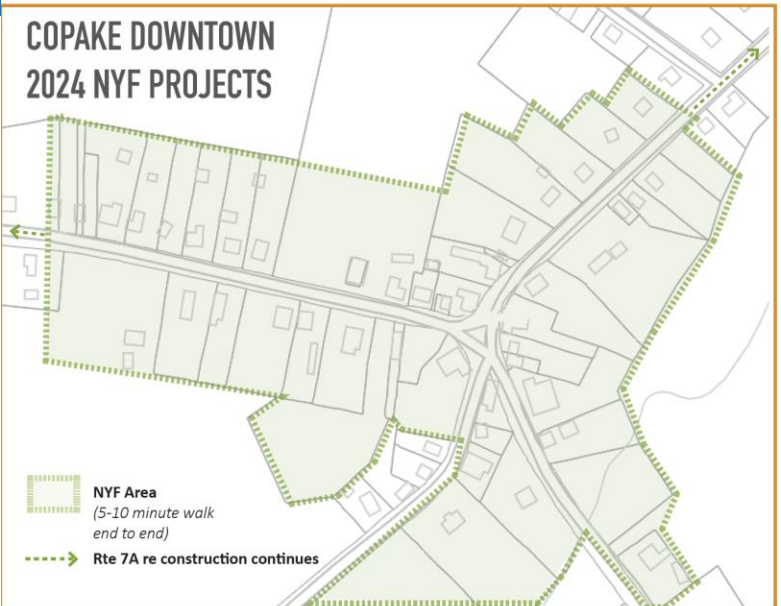 COPAKE DOWNTOWN
2024 NYF PROJECTS
NYF Area
(5-10 minute walk
end to end)
Rte 7A re construction continues